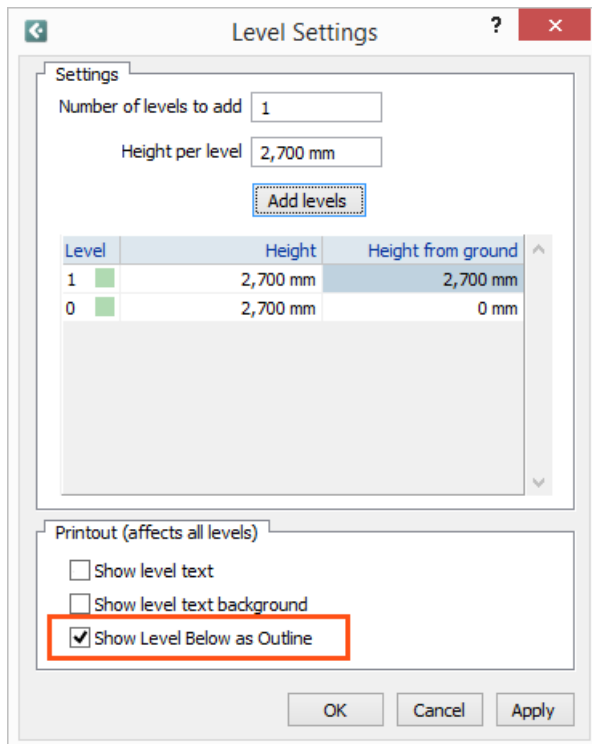 Level Settings ? ×
Settings
Number of levels to add 1
Height per level 2,700 mm
Add levels
Level Height Height from ground
1 2,700 mm 2,700 mm
0 2,700 mm 0 mm
Printout (affects all levels)
Show level text
Show level text background
Show Level Below as Outline
OK Cancel Apply